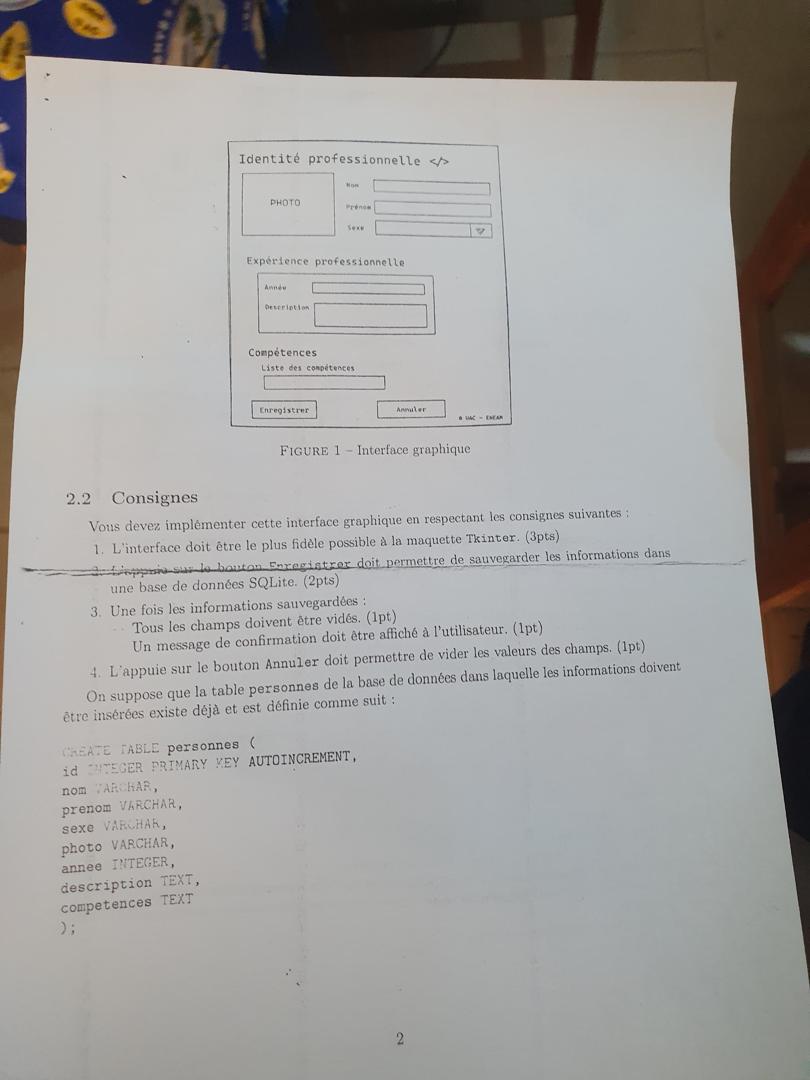 Identité professionnelle </>
PHOTO
Nom
Prénom
Sexe
Expérience professionnelle
Année
Description
Compétences
Liste des compétences
Enregistrer
Annuler
© UAC - ENEAM
FIGURE 1 – Interface graphique
2.2 Consignes
Vous devez implémenter cette interface graphique en respectant les consignes suivantes :
1. L'interface doit être le plus fidèle possible à la maquette Tkinter. (3pts)
2. L'appuie sur le bouton Enregistrer doit permettre de sauvegarder les informations dans
une base de données SQLite. (2pts)
3. Une fois les informations sauvegardées :
Tous les champs doivent être vidés. (1pt)
Un message de confirmation doit être affiché à l'utilisateur. (1pt)
4. L'appuie sur le bouton Annuler doit permettre de vider les valeurs des champs. (1pt)
On suppose que la table personnes de la base de données dans laquelle les informations doivent
être insérées existe déjà et est définie comme suit :
CREATE TABLE personnes (
id INTEGER PRIMARY KEY AUTOINCREMENT,
nom VARCHAR,
prenom VARCHAR,
sexe VARCHAR,
photo VARCHAR,
annee INTEGER,
description TEXT,
competences TEXT
);
2